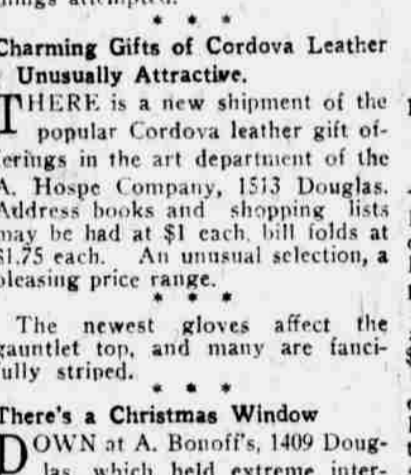 * * *
Charming Gifts of Cordova Leather
Unusually Attractive.
THERE is a new shipment of the
popular Cordova leather gift of-
ferings in the art department of the
A. Hospe Company, 1513 Douglas.
Address books and shopping lists
may be had at $1 each, bill folds at
$1.75 each. An unusual selection, a
pleasing price range.
* * *
The newest gloves affect the
gauntlet top, and many are fanci-
fully striped.
* * *
There's a Christmas Window
DOWN at A. Bonoff's, 1409 Doug-
las, which held extreme inter-